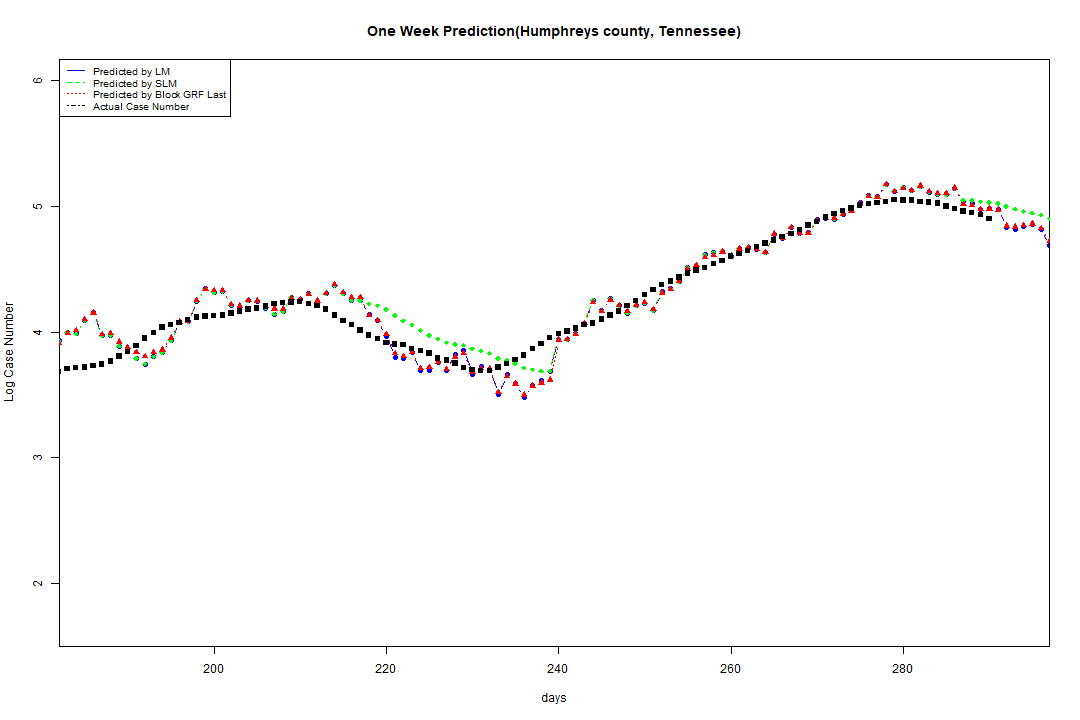 One Week Prediction(Humphreys county, Tennessee)
Predicted by LM
Predicted by SLM
Predicted by Block GRF Last
Actual Case Number
6
5
4
3
2
Log Case Number
200 220 240 260 280
days